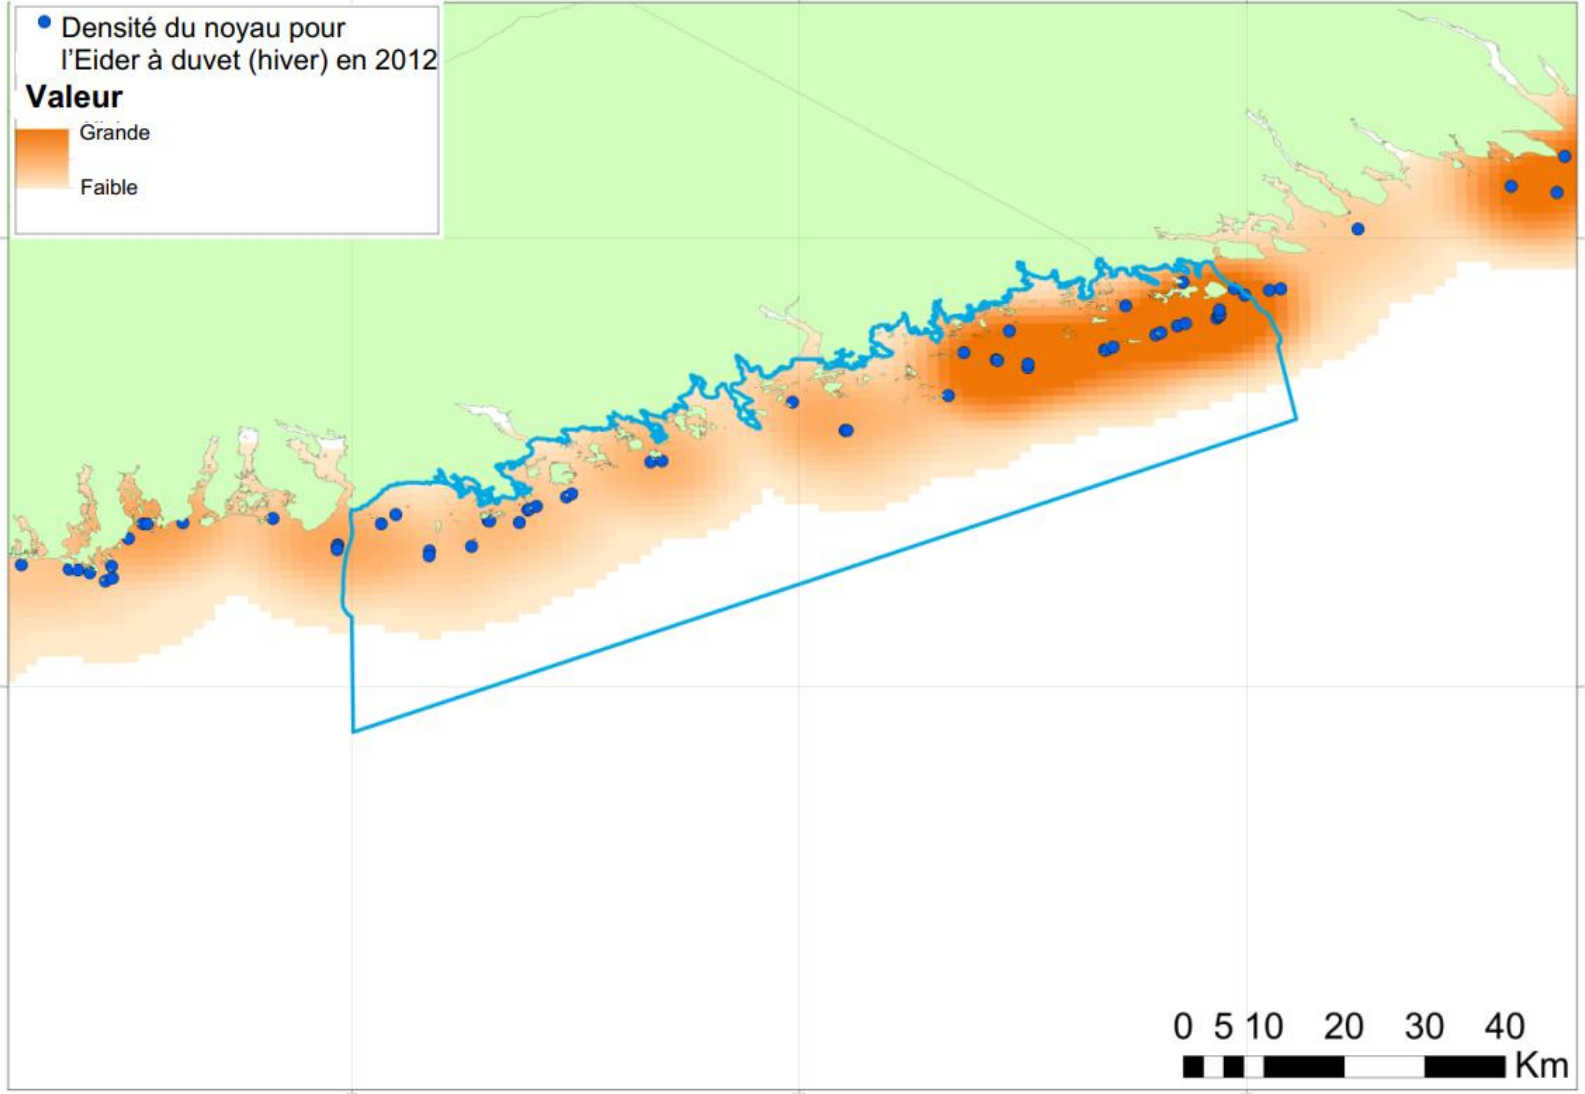 Densité du noyau pour
l'Eider à duvet (hiver) en 2012
Valeur
Grande
Faible
0 5 10 20 30 40
Km